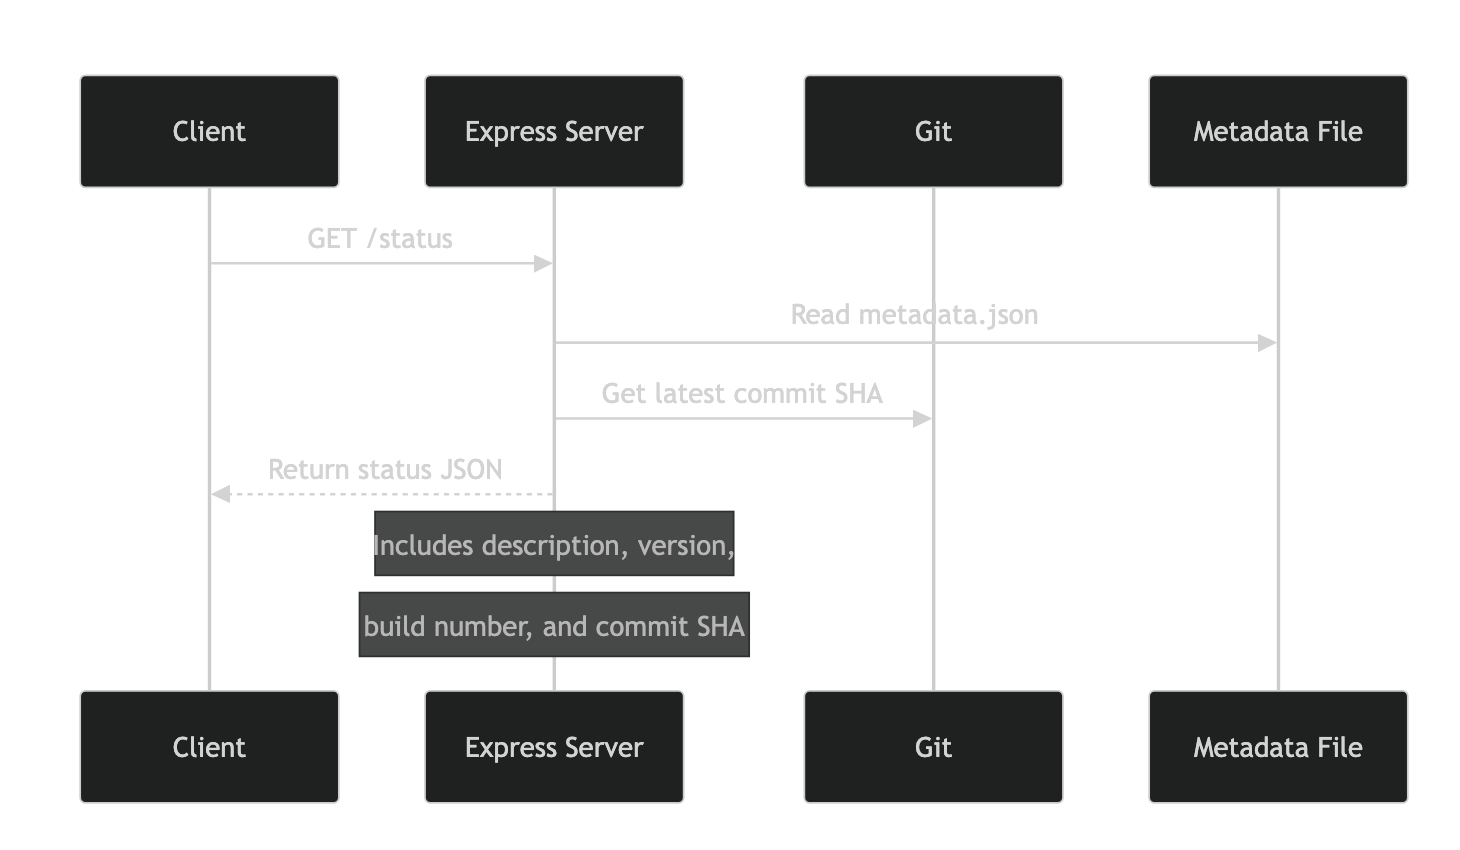 Client
Express Server
Git
Metadata File
GET /status
Read metadata.json
Get latest commit SHA
Return status JSON
Includes description, version,
build number, and commit SHA
Client
Express Server
Git
Metadata File